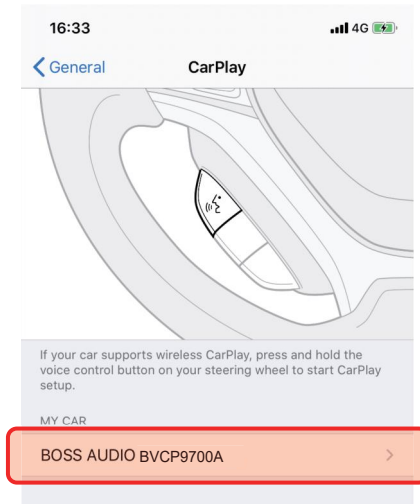 16:33
4G
General
CarPlay
If your car supports wireless CarPlay, press and hold the
voice control button on your steering wheel to start CarPlay
setup.
MY CAR
BOSS AUDIO BVCP9700A